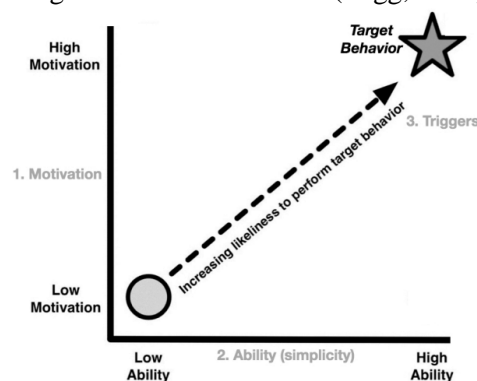 High
Motivation
Target
Behavior
3. Triggers
1. Motivation
Increasing likeliness to perform target behavior
Low
Motivation
Low
Ability
2. Ability (simplicity)
High
Ability